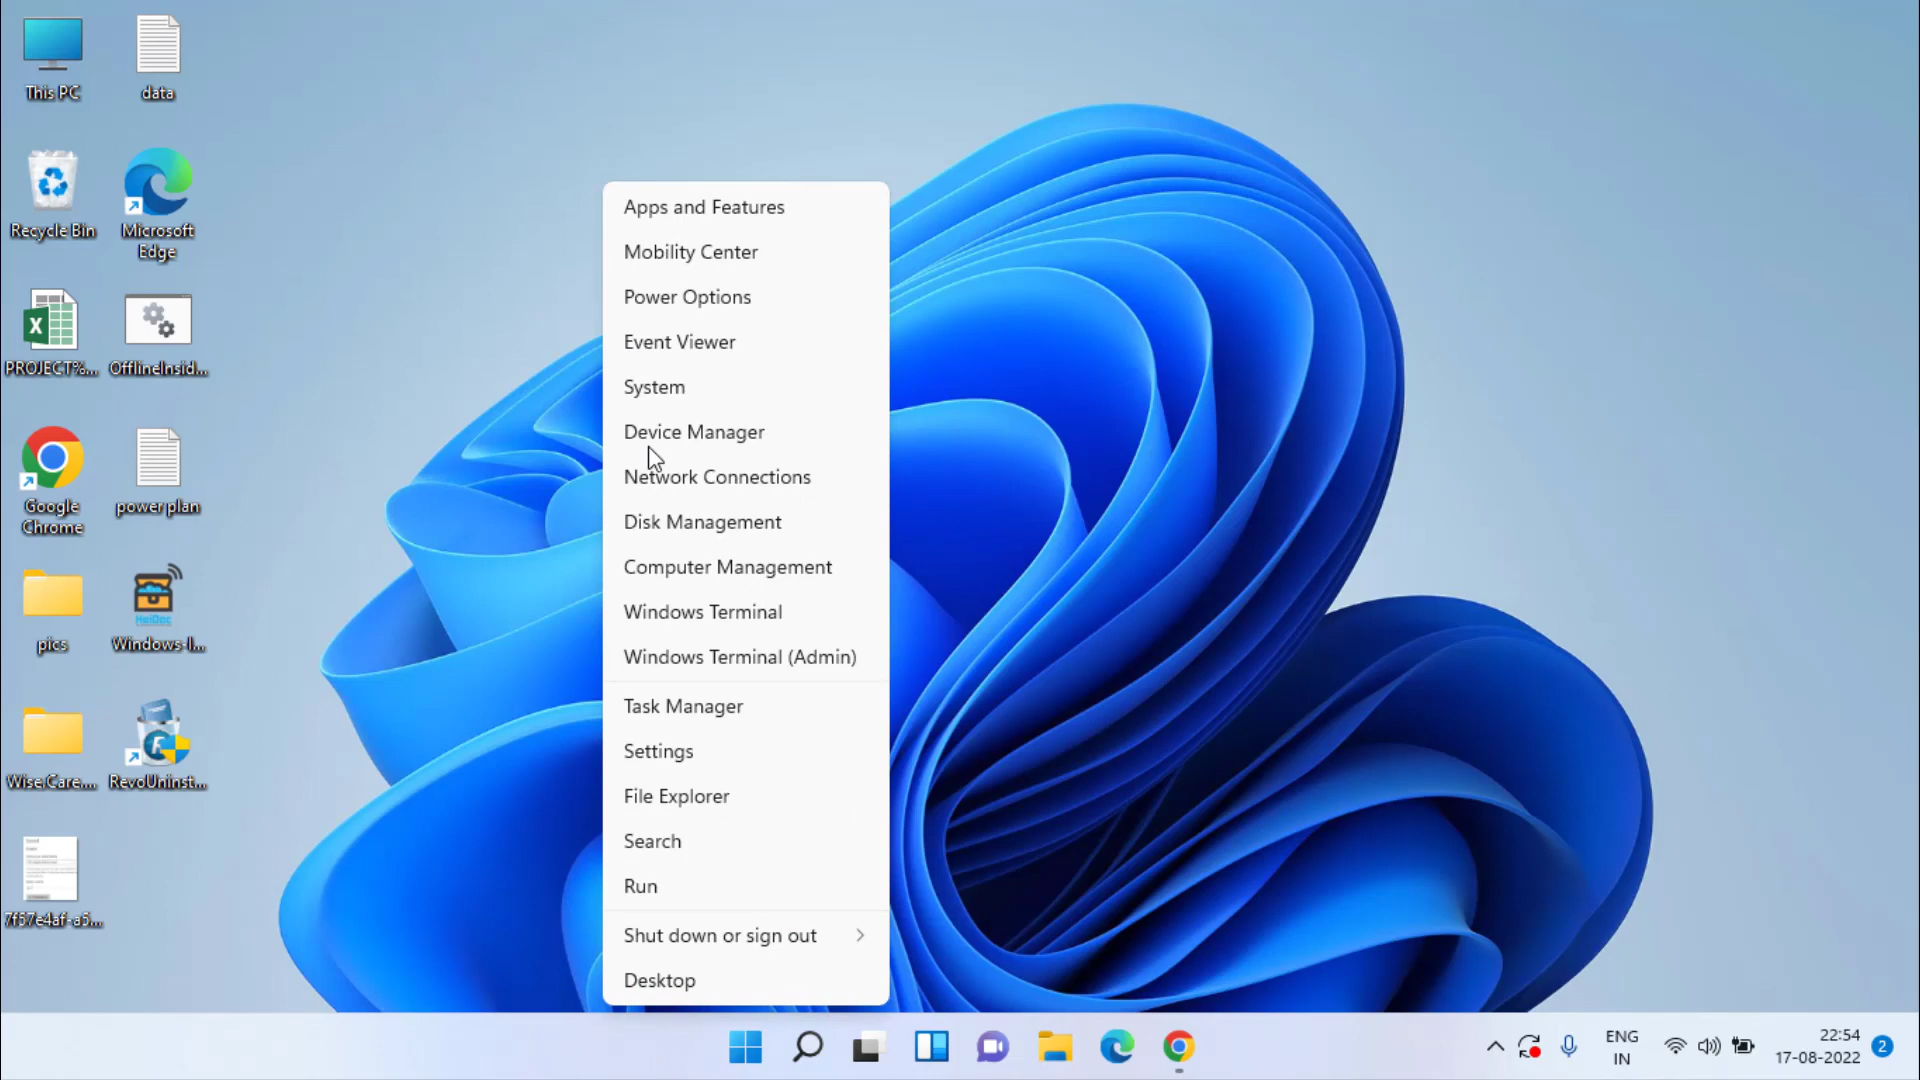 This PC
data
Recycle Bin
Microsoft
Edge
PROJECT%...
OfflineInsid...
Google
Chrome
power plan
pics
HeiDoc
Windows-I...
Wise.Care....
RevoUninst...
7f57e4af-a5...
Apps and Features
Mobility Center
Power Options
Event Viewer
System
Device Manager
Network Connections
Disk Management
Computer Management
Windows Terminal
Windows Terminal (Admin)
Task Manager
Settings
File Explorer
Search
Run
Shut down or sign out
Desktop
ENG
IN
22:54
17-08-2022
2